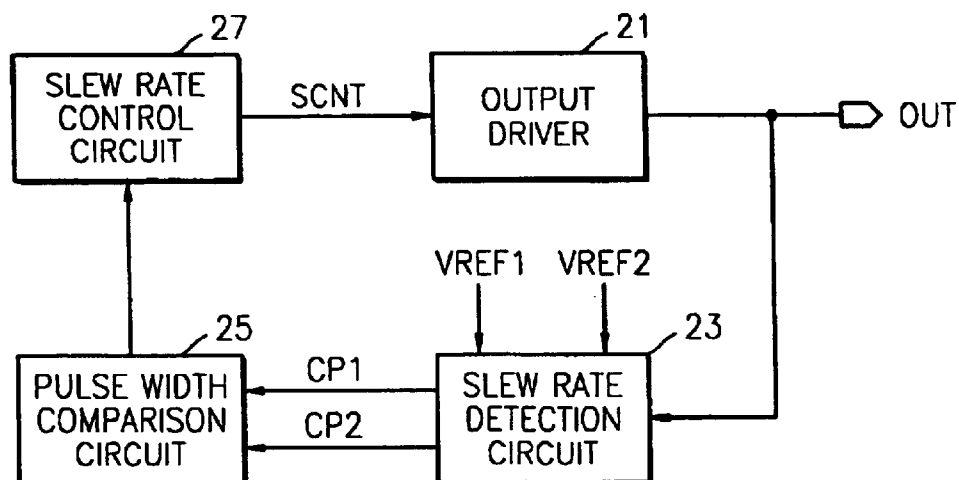 27
SLEW RATE
CONTROL
CIRCUIT
SCNT
21
OUTPUT
DRIVER
OUT
VREF1
VREF2
25
PULSE WIDTH
COMPARISON
CIRCUIT
CP1
CP2
23
SLEW RATE
DETECTION
CIRCUIT